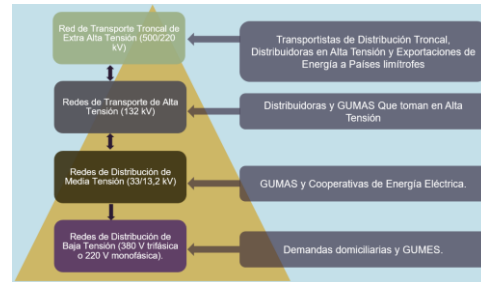 Red de Transporte Troncal de
Extra Alta Tensión (500/220
kV)
Transportistas de Distribución Troncal,
Distribuidoras en Alta Tensión y Exportaciones de
Energía a Países limítrofes
Redes de Transporte de Alta
Tensión (132 kV)
Distribuidoras y GUMAS Que toman en Alta
Tensión
Redes de Distribución de
Media Tensión (33/13,2 kV)
GUMAS y Cooperativas de Energía Eléctrica.
Redes de Distribución de
Baja Tensión (380 V trifásica
o 220 V monofásica).
Demandas domiciliarias y GUMES.